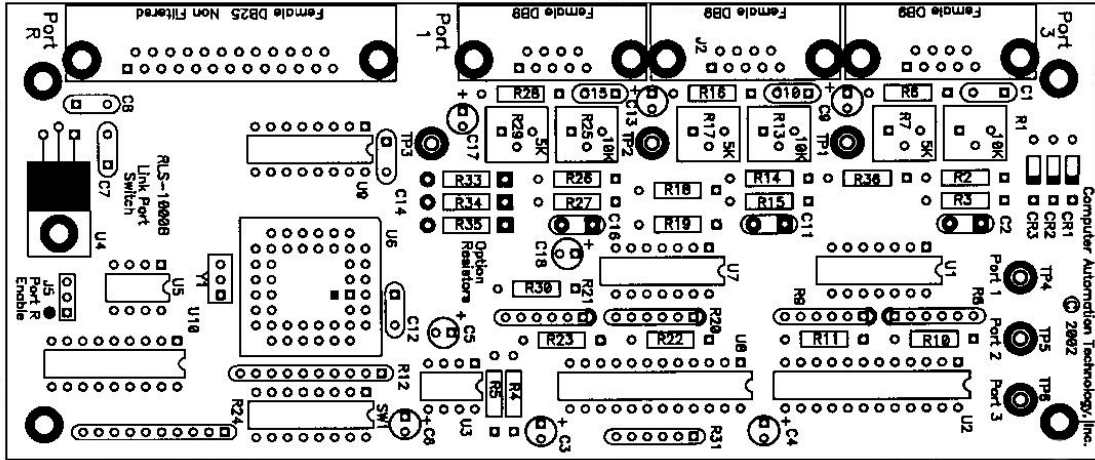 Port R
Female DB25 Non Filtered
Port 1
Female DB9
J2
Female DB9
Female DB9
Port 3
C8
C7
U4
RLS-1000B
Link Port
Switch
U9
C14
TP3
C17
R28
C15
C13
R29
5K
R25
10K
TP2
R16
C10
R17
5K
R13
10K
C9
TP1
R6
C1
R7
5K
10K
R1
R33
R34
R35
Option
Resistors
R26
R27
C16
C18
R18
R19
R14
R15
C11
R36
R2
R3
C2
CR3
CR2
CR1
J5
Port R
Enable
U5
Y1
U6
C12
U10
R12
R24
SW1
C6
C5
U3
R5
R4
C3
R30
R21
R23
U7
R20
R22
U8
R31
C4
R9
R11
U1
R8
R10
U2
TP4
Port 1
TP5
Port 2
TP6
Port 3
© 2002
Computer Automation Technology, Inc.